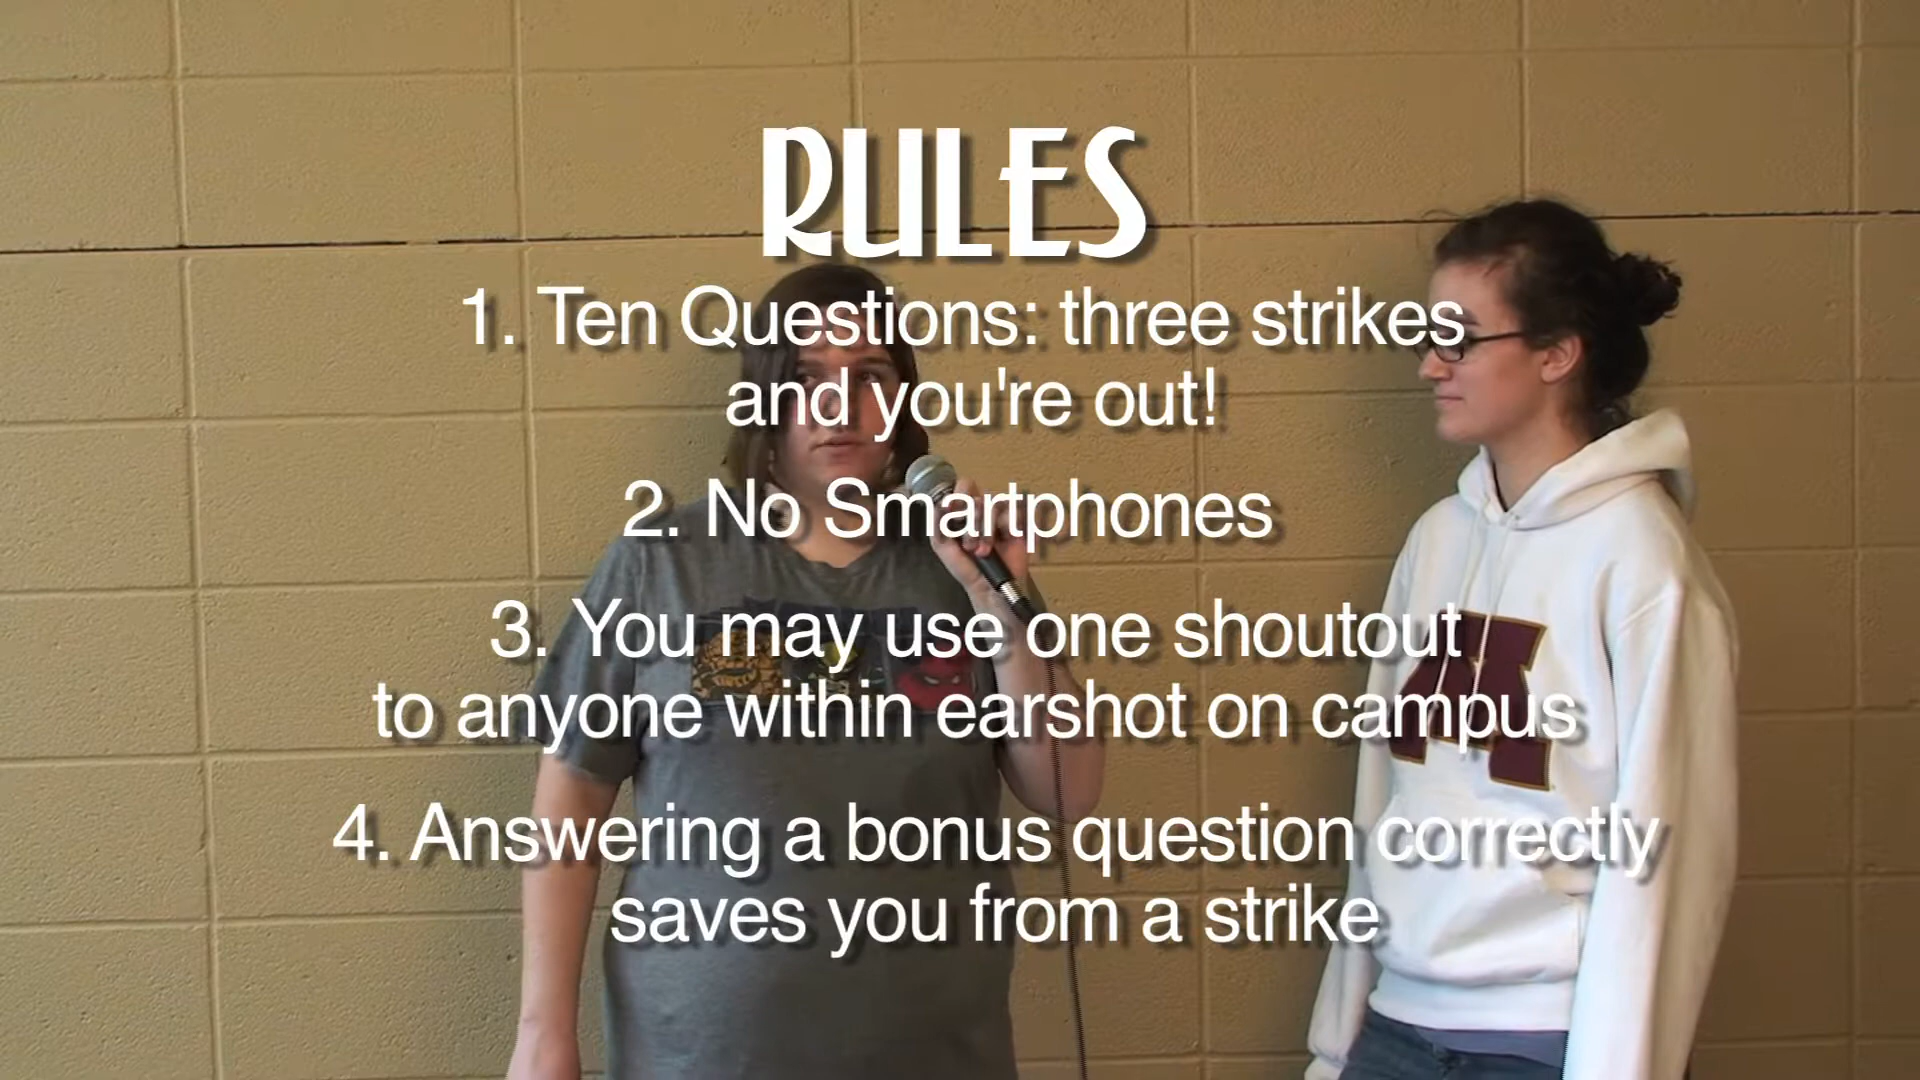 RULES
1. Ten Questions: three strikes
and you're out!
2. No Smartphones
3. You may use one shoutout
to anyone within earshot on campus
4. Answering a bonus question correctly
saves you from a strike
M